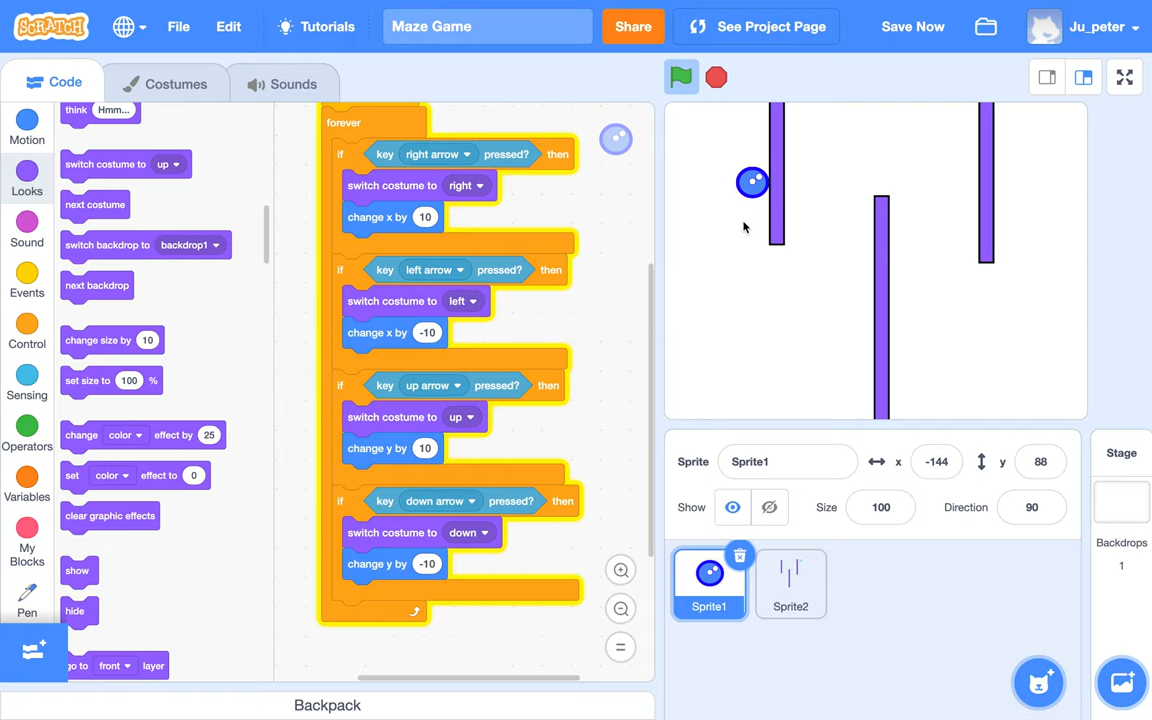 SCRATCH File Edit Tutorials Maze Game Share See Project Page Save Now Ju_peter
Code Costumes Sounds
Motion
Looks
Sound
Events
Control
Sensing
Operators
Variables
My
Blocks
Pen
think Hmm...
switch costume to up
next costume
switch backdrop to backdrop1
next backdrop
change size by 10
set size to 100 %
change color effect by 25
set color effect to 0
clear graphic effects
show
hide
go to front layer
forever
if key right arrow pressed? then
switch costume to right
change x by 10
if key left arrow pressed? then
switch costume to left
change x by -10
if key up arrow pressed? then
switch costume to up
change y by 10
if key down arrow pressed? then
switch costume to down
change y by -10
Backpack
Sprite Sprite1 x -144 y 88
Show Size 100 Direction 90
Sprite1
Sprite2
Stage
Backdrops
1